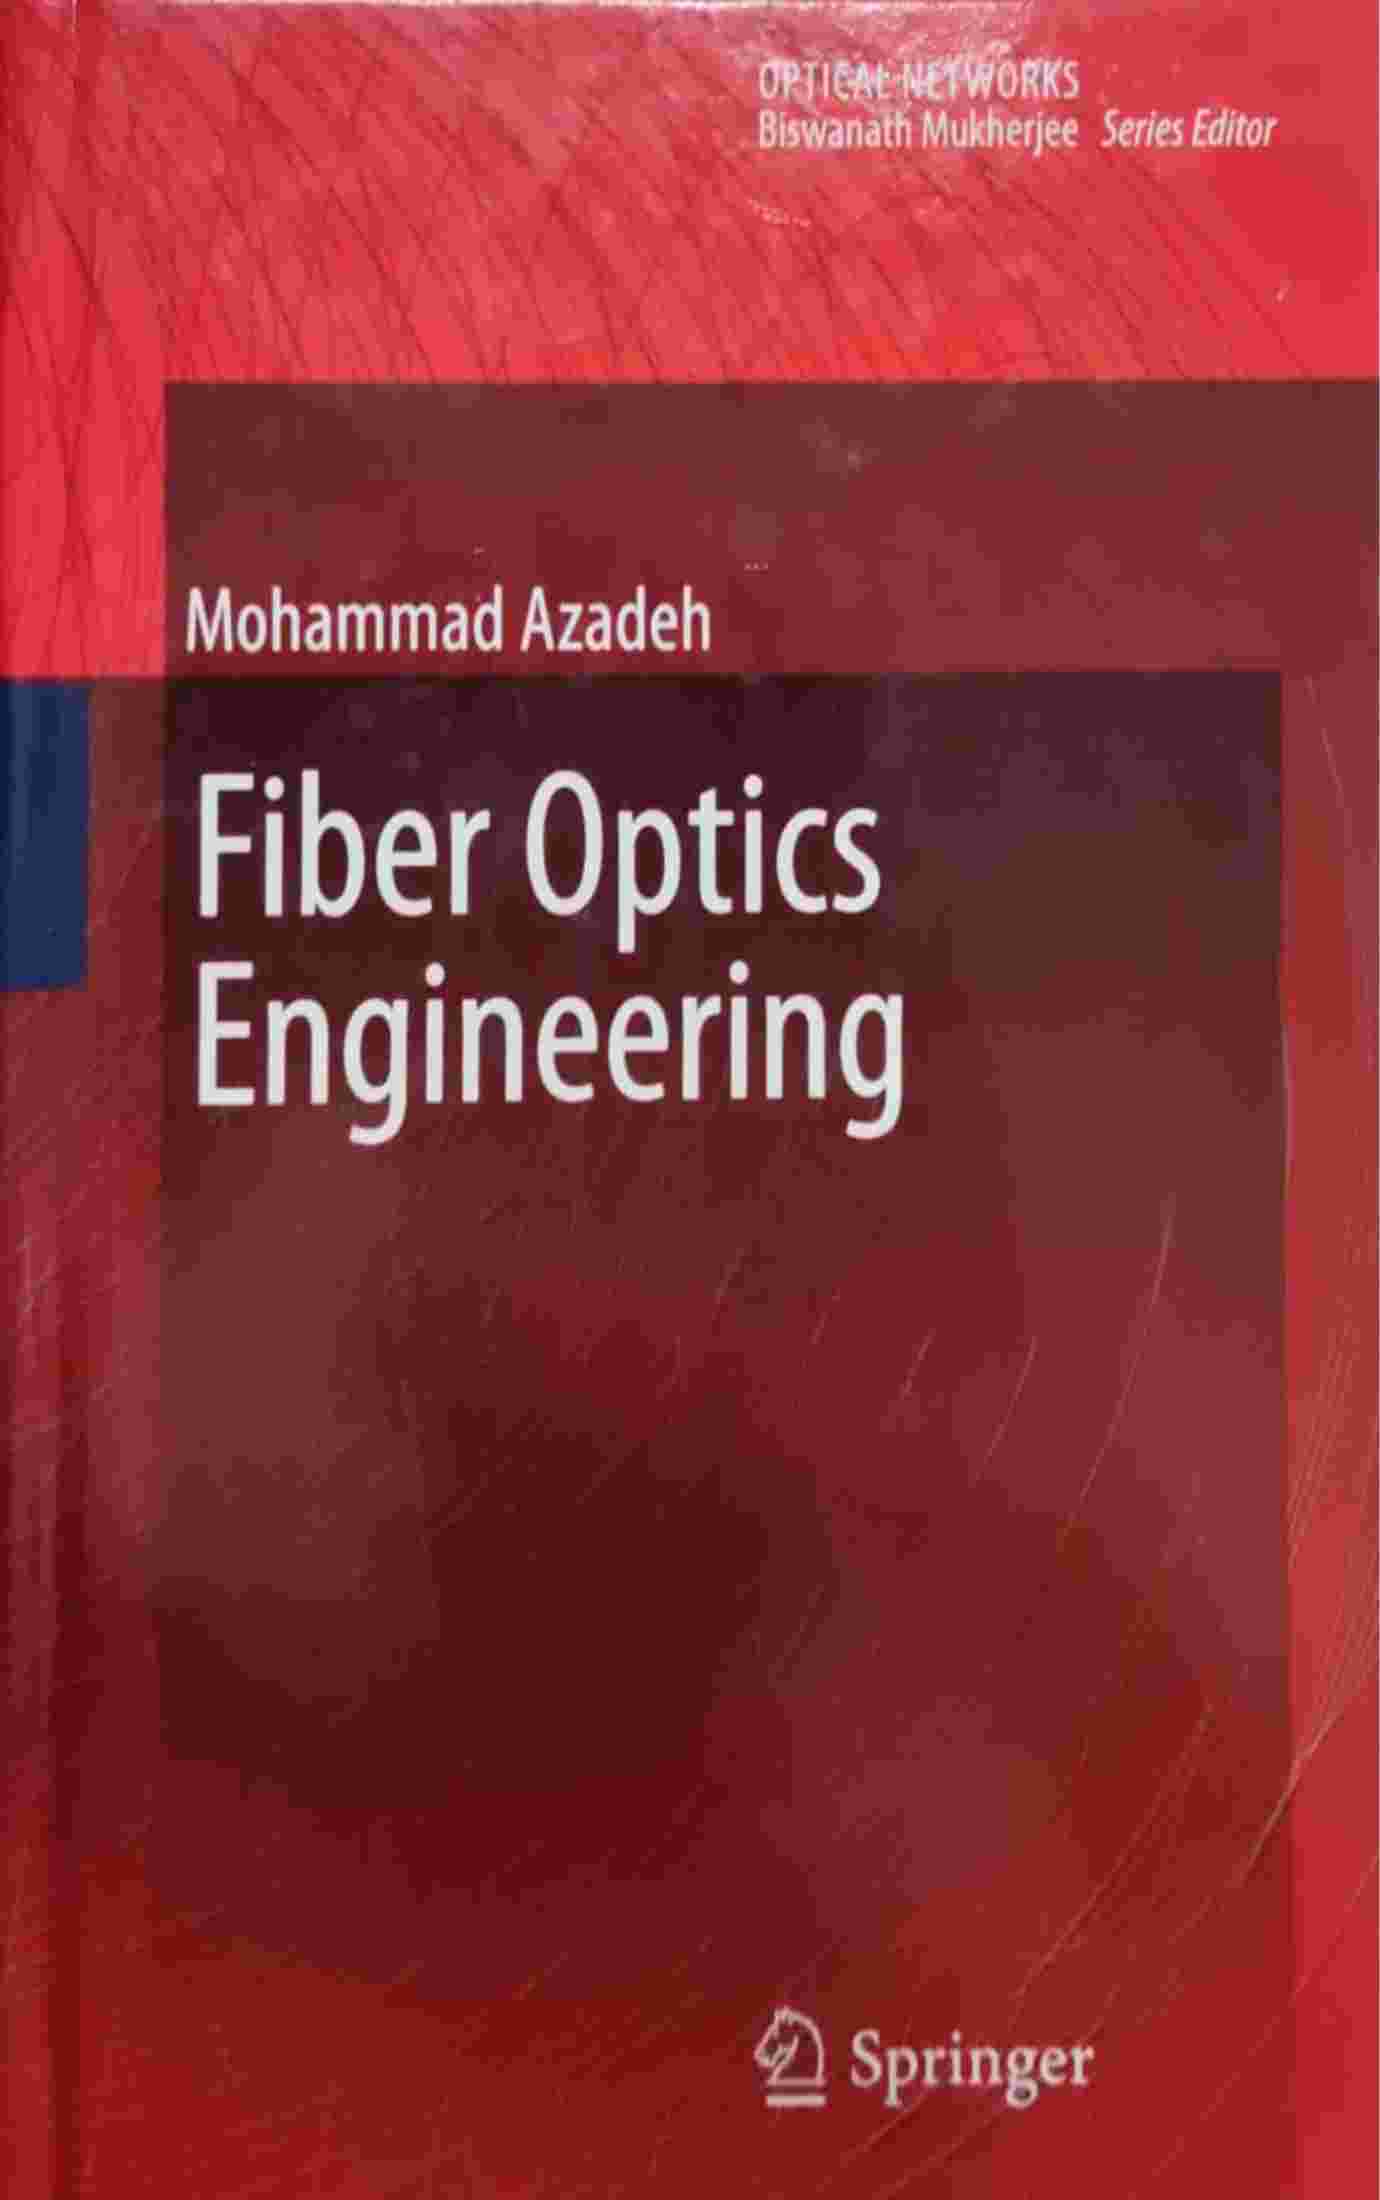 OPTICAL NETWORKS
Biswanath Mukherjee Series Editor
Mohammad Azadeh
Fiber Optics
Engineering
Springer